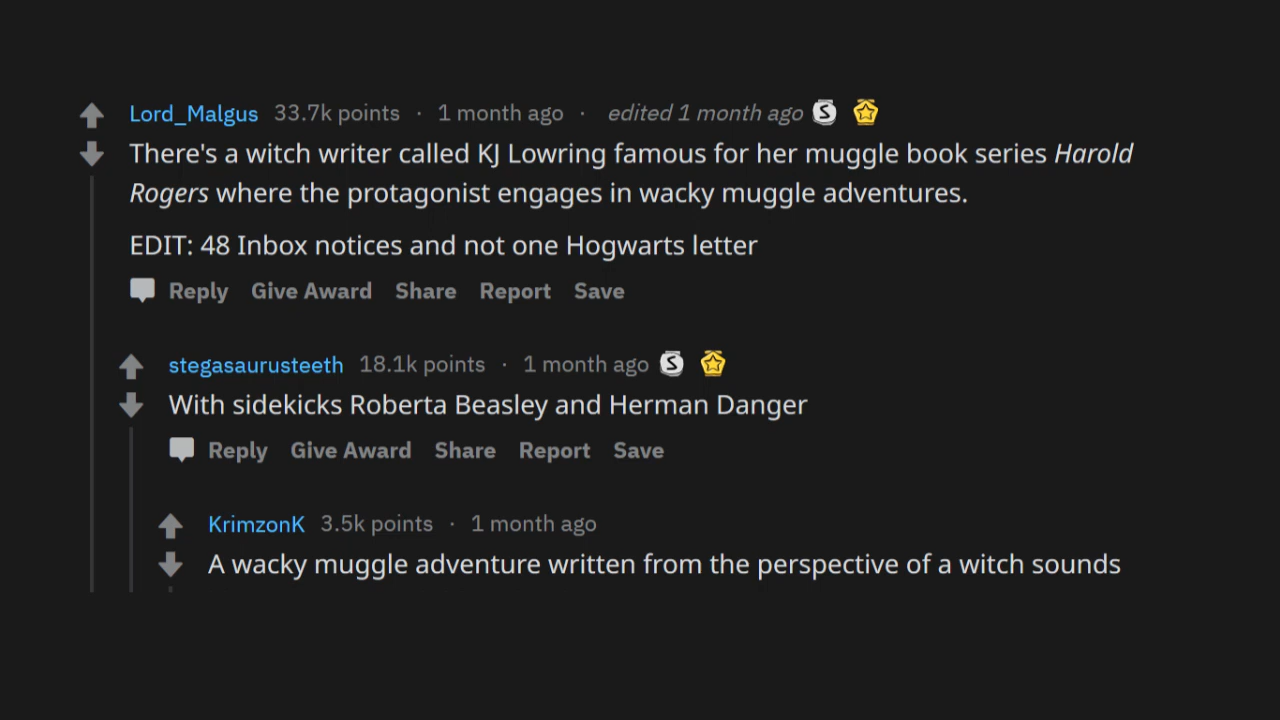 Lord_Malgus 33.7k points · 1 month ago · edited 1 month ago S
There's a witch writer called KJ Lowring famous for her muggle book series Harold
Rogers where the protagonist engages in wacky muggle adventures.
EDIT: 48 Inbox notices and not one Hogwarts letter
Reply Give Award Share Report Save
stegasaurusteeth 18.1k points · 1 month ago S
With sidekicks Roberta Beasley and Herman Danger
Reply Give Award Share Report Save
KrimzonK 3.5k points · 1 month ago
A wacky muggle adventure written from the perspective of a witch sounds